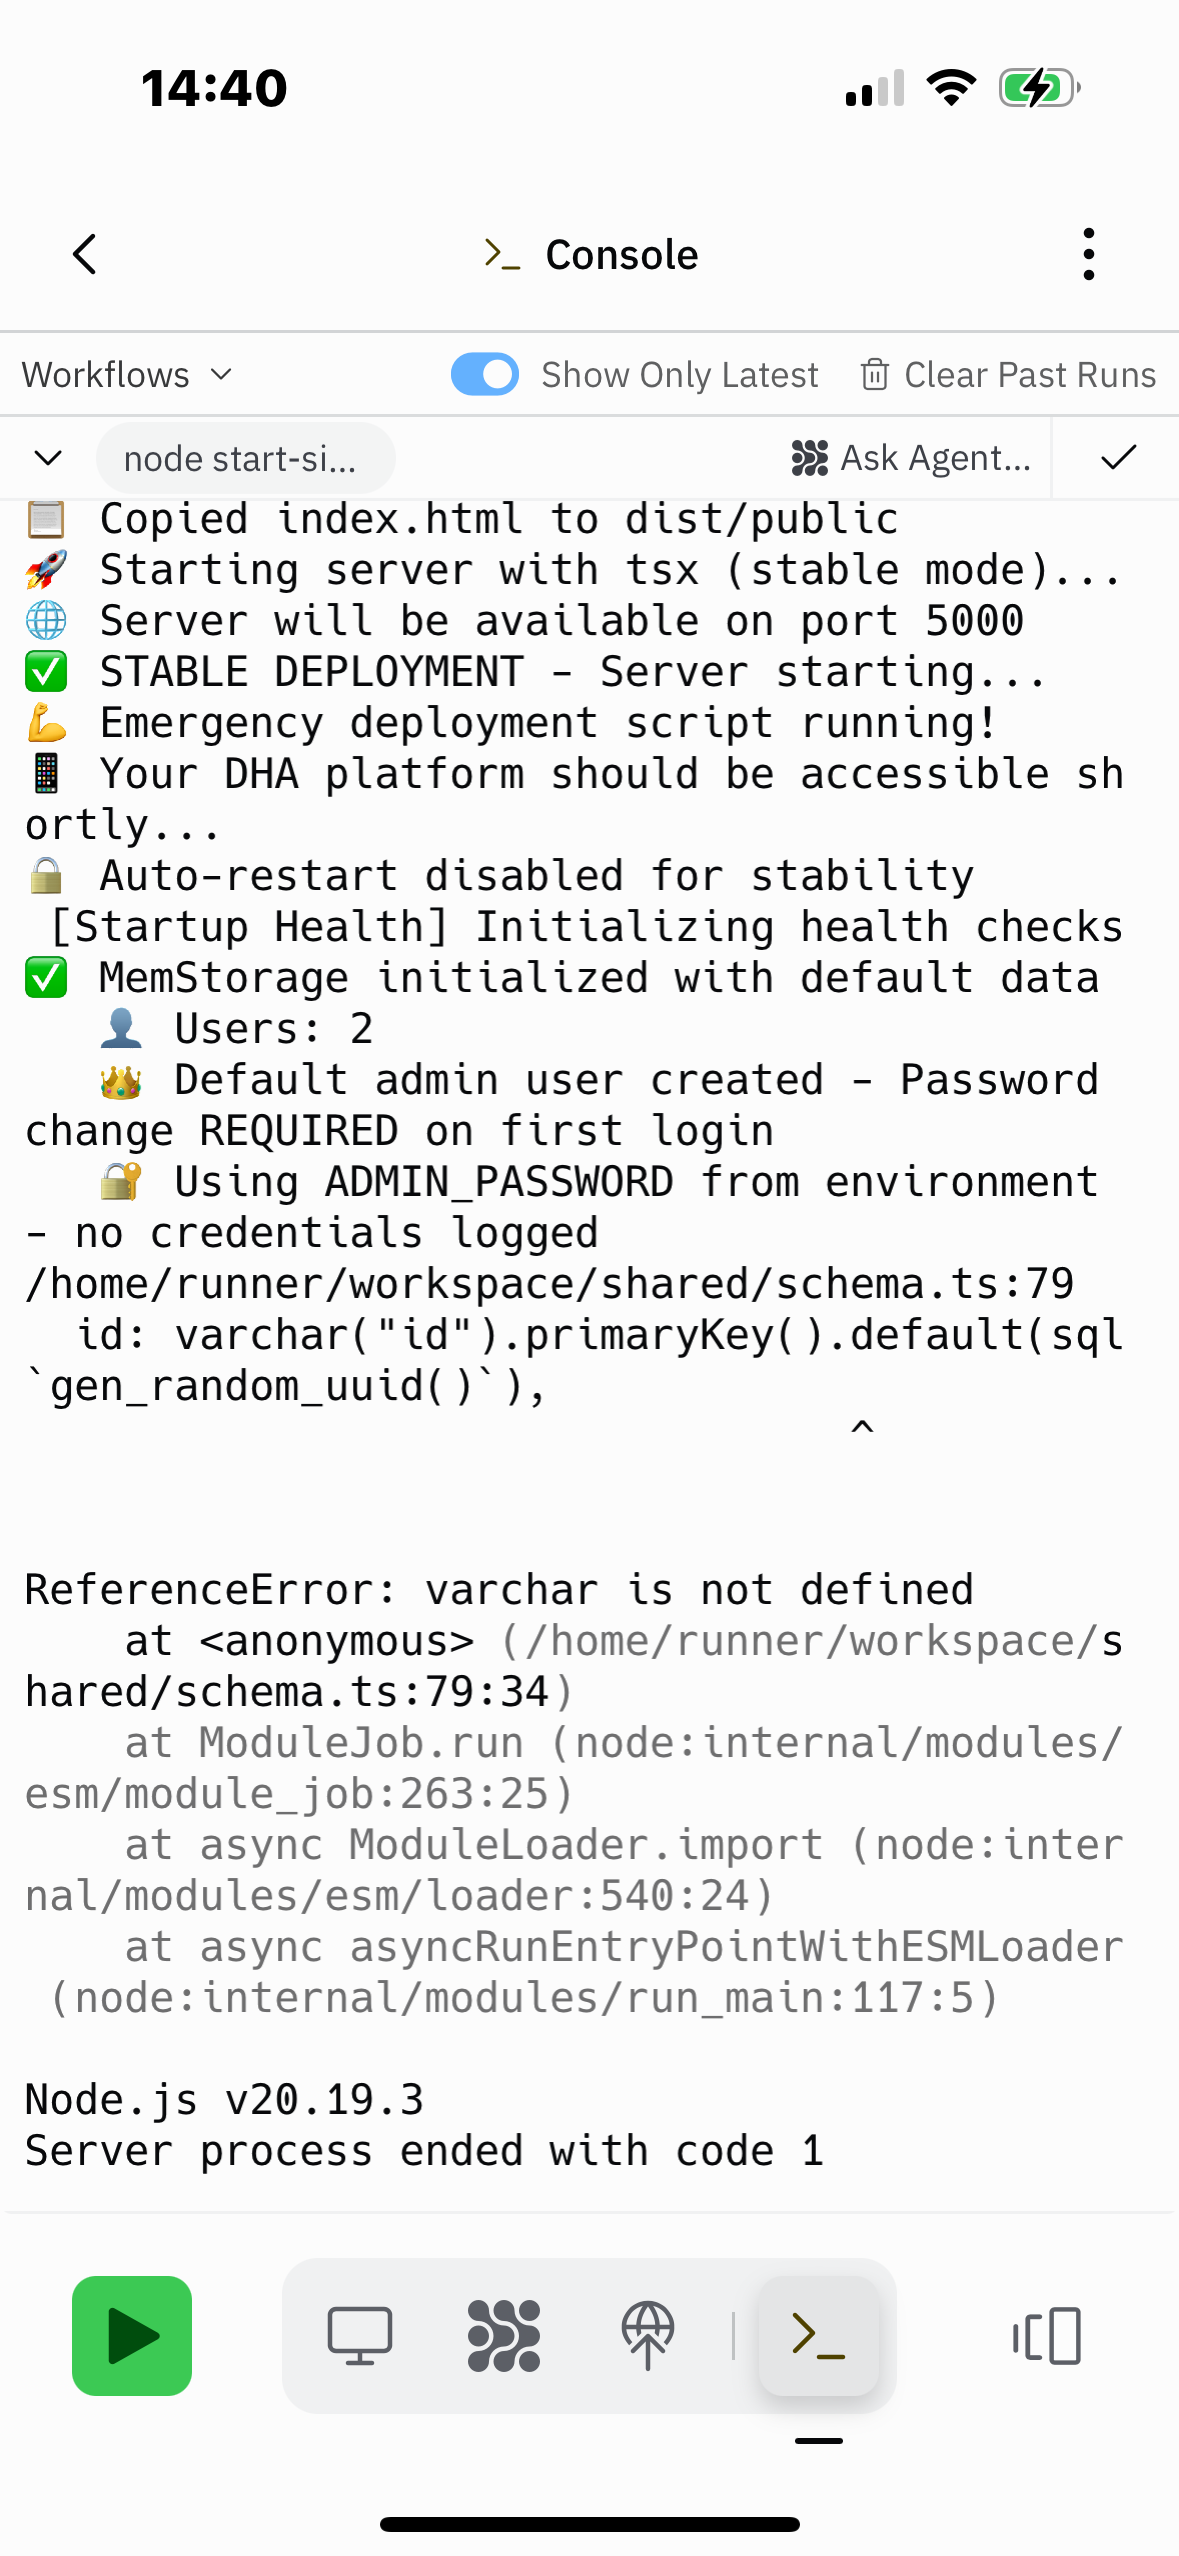 14:40
Console
Workflows
Show Only Latest
Clear Past Runs
node start-si...
Ask Agent...
📋 Copied index.html to dist/public
🚀 Starting server with tsx (stable mode)...
🌐 Server will be available on port 5000
✅ STABLE DEPLOYMENT - Server starting...
💪 Emergency deployment script running!
📱 Your DHA platform should be accessible sh
ortly...
🔒 Auto-restart disabled for stability
[Startup Health] Initializing health checks
✅ MemStorage initialized with default data
👤 Users: 2
👑 Default admin user created - Password
change REQUIRED on first login
🔐 Using ADMIN_PASSWORD from environment
- no credentials logged
/home/runner/workspace/shared/schema.ts:79
id: varchar("id").primaryKey().default(sql
`gen_random_uuid()`),
^
ReferenceError: varchar is not defined
at <anonymous> (/home/runner/workspace/s
hared/schema.ts:79:34)
at ModuleJob.run (node:internal/modules/
esm/module_job:263:25)
at async ModuleLoader.import (node:inter
nal/modules/esm/loader:540:24)
at async asyncRunEntryPointWithESMLoader
(node:internal/modules/run_main:117:5)
Node.js v20.19.3
Server process ended with code 1